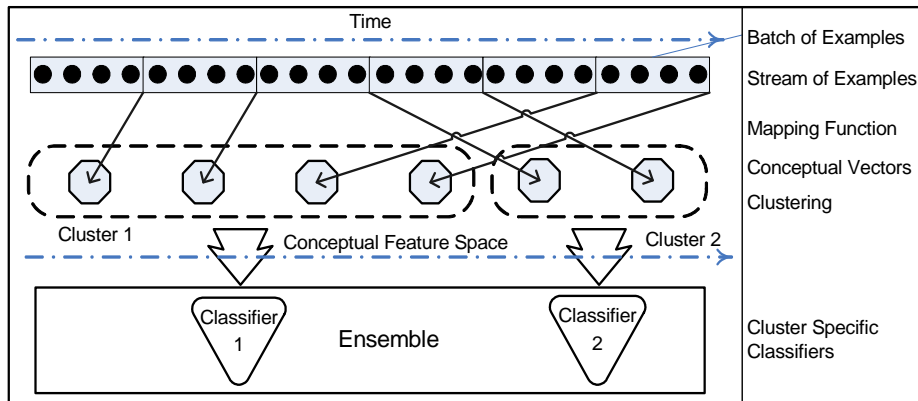 Time
Batch of Examples
Stream of Examples
Mapping Function
Conceptual Vectors
Clustering
Cluster 1
Conceptual Feature Space
Cluster 2
Classifier
1
Ensemble
Classifier
2
Cluster Specific
Classifiers